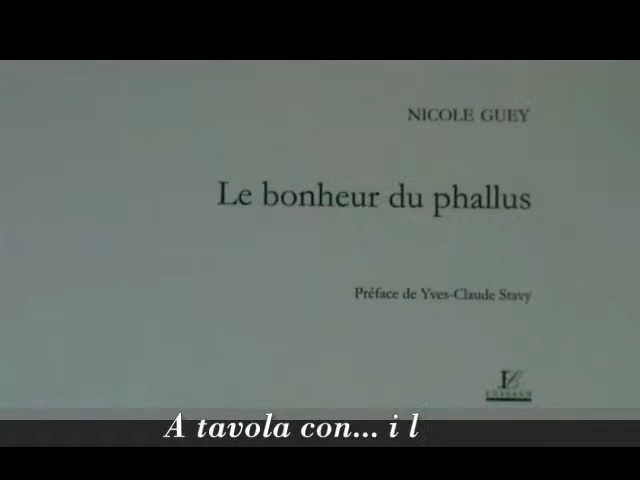 NICOLE GUEY
Le bonheur du phallus
Préface de Yves-Claude Stavy
A tavola con... i l